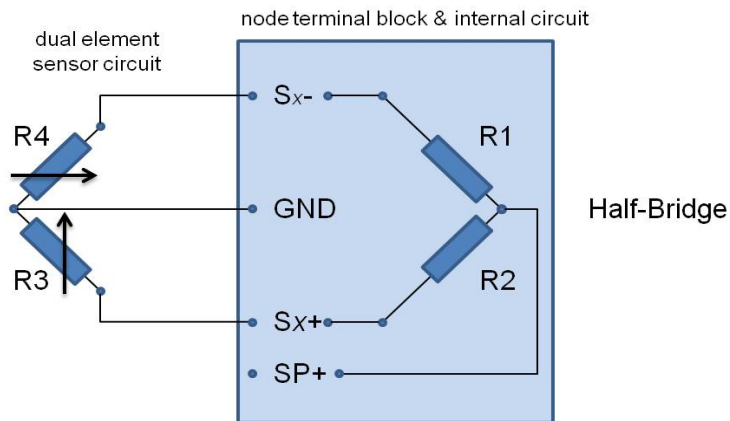 node terminal block & internal circuit
dual element
sensor circuit
Sx-
R4
R1
GND
Half-Bridge
R3
R2
Sx+
SP+